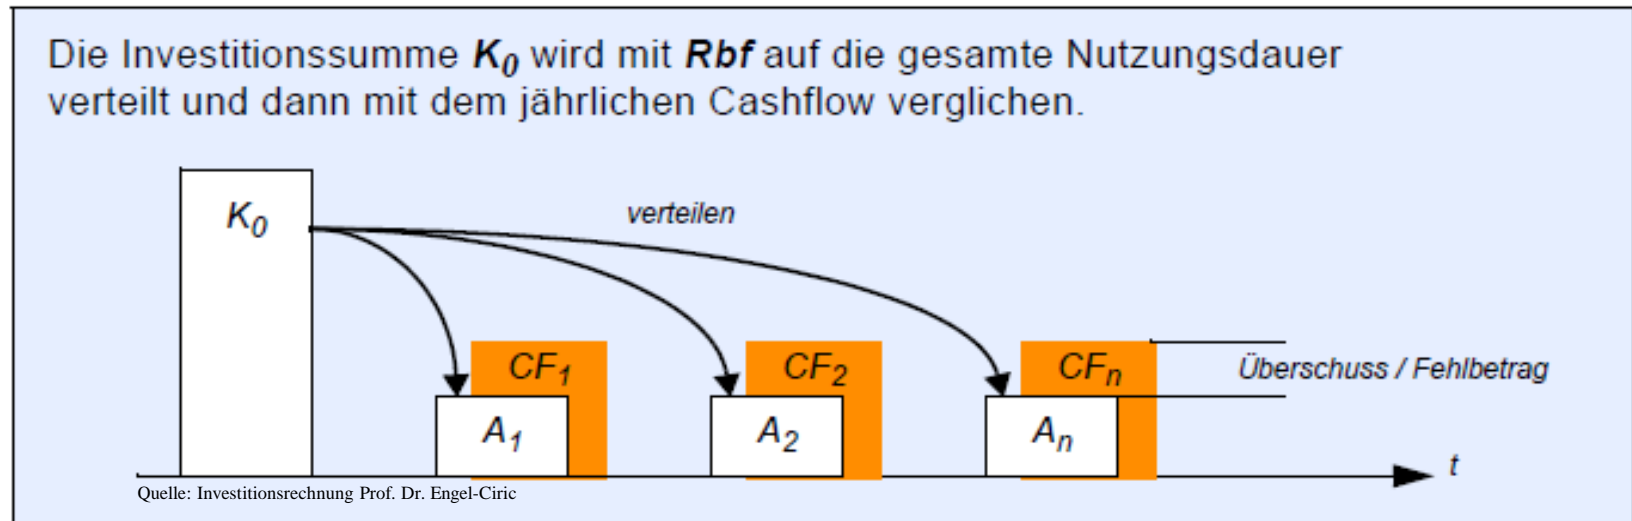 Die Investitionssumme K0 wird mit Rbf auf die gesamte Nutzungsdauer
verteilt und dann mit dem jährlichen Cashflow verglichen.
K0
verteilen
CF1
CF2
CFn
Überschuss / Fehlbetrag
A1
A2
An
t
Quelle: Investitionsrechnung Prof. Dr. Engel-Ciric